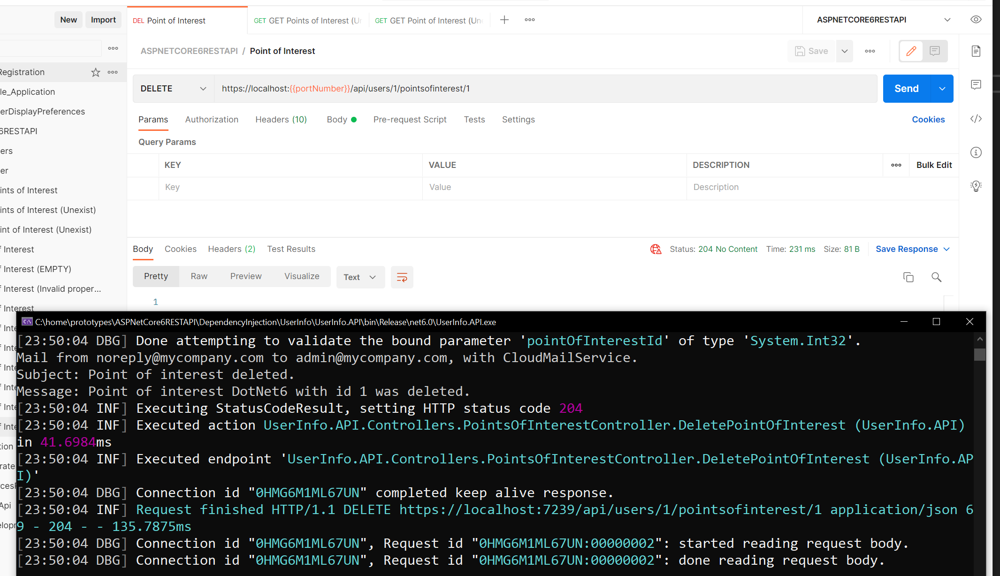 New Import
DEL Point of Interest
GET GET Points of Interest (Ur
GET GET Point of Interest (Un
ASPNETCORE6RESTAPI
ASPNETCORE6RESTAPI / Point of Interest
Save
Registration
le_Application
erDisplayPreferences
6RESTAPI
ers
er
ints of Interest
ints of Interest (Unexist)
int of Interest (Unexist)
f Interest
f Interest (EMPTY)
f Interest (Invalid proper...
f Interest
f Inte
f Inte
f Inte
f Inte
f Inte
f Inte
tion
rate
Api
DELETE
https://localhost:{{portNumber}}/api/users/1/pointsofinterest/1
Send
Params Authorization Headers (10) Body Pre-request Script Tests Settings Cookies
Query Params
KEY VALUE DESCRIPTION Bulk Edit
Key Value Description
Body Cookies Headers (2) Test Results
Status: 204 No Content Time: 231 ms Size: 81 B Save Response
Pretty Raw Preview Visualize Text
1
C:\home\prototypes\ASPNetCore6RESTAPI\DependencyInjection\UserInfo\UserInfo.API\bin\Release\net6.0\UserInfo.API.exe
[23:50:04 DBG] Done attempting to validate the bound parameter 'pointOfInterestId' of type 'System.Int32'.
Mail from noreply@mycompany.com to admin@mycompany.com, with CloudMailService.
Subject: Point of interest deleted.
Message: Point of interest DotNet6 with id 1 was deleted.
[23:50:04 INF] Executing StatusCodeResult, setting HTTP status code 204
[23:50:04 INF] Executed action UserInfo.API.Controllers.PointsOfInterestController.DeletePointOfInterest (UserInfo.API)
in 41.6984ms
[23:50:04 INF] Executed endpoint 'UserInfo.API.Controllers.PointsOfInterestController.DeletePointOfInterest (UserInfo.AP
I)'
[23:50:04 DBG] Connection id "0HMG6M1ML67UN" completed keep alive response.
[23:50:04 INF] Request finished HTTP/1.1 DELETE https://localhost:7239/api/users/1/pointsofinterest/1 application/json 6
9 - 204 - - 135.7875ms
[23:50:04 DBG] Connection id "0HMG6M1ML67UN", Request id "0HMG6M1ML67UN:00000002": started reading request body.
[23:50:04 DBG] Connection id "0HMG6M1ML67UN", Request id "0HMG6M1ML67UN:00000002": done reading request body.